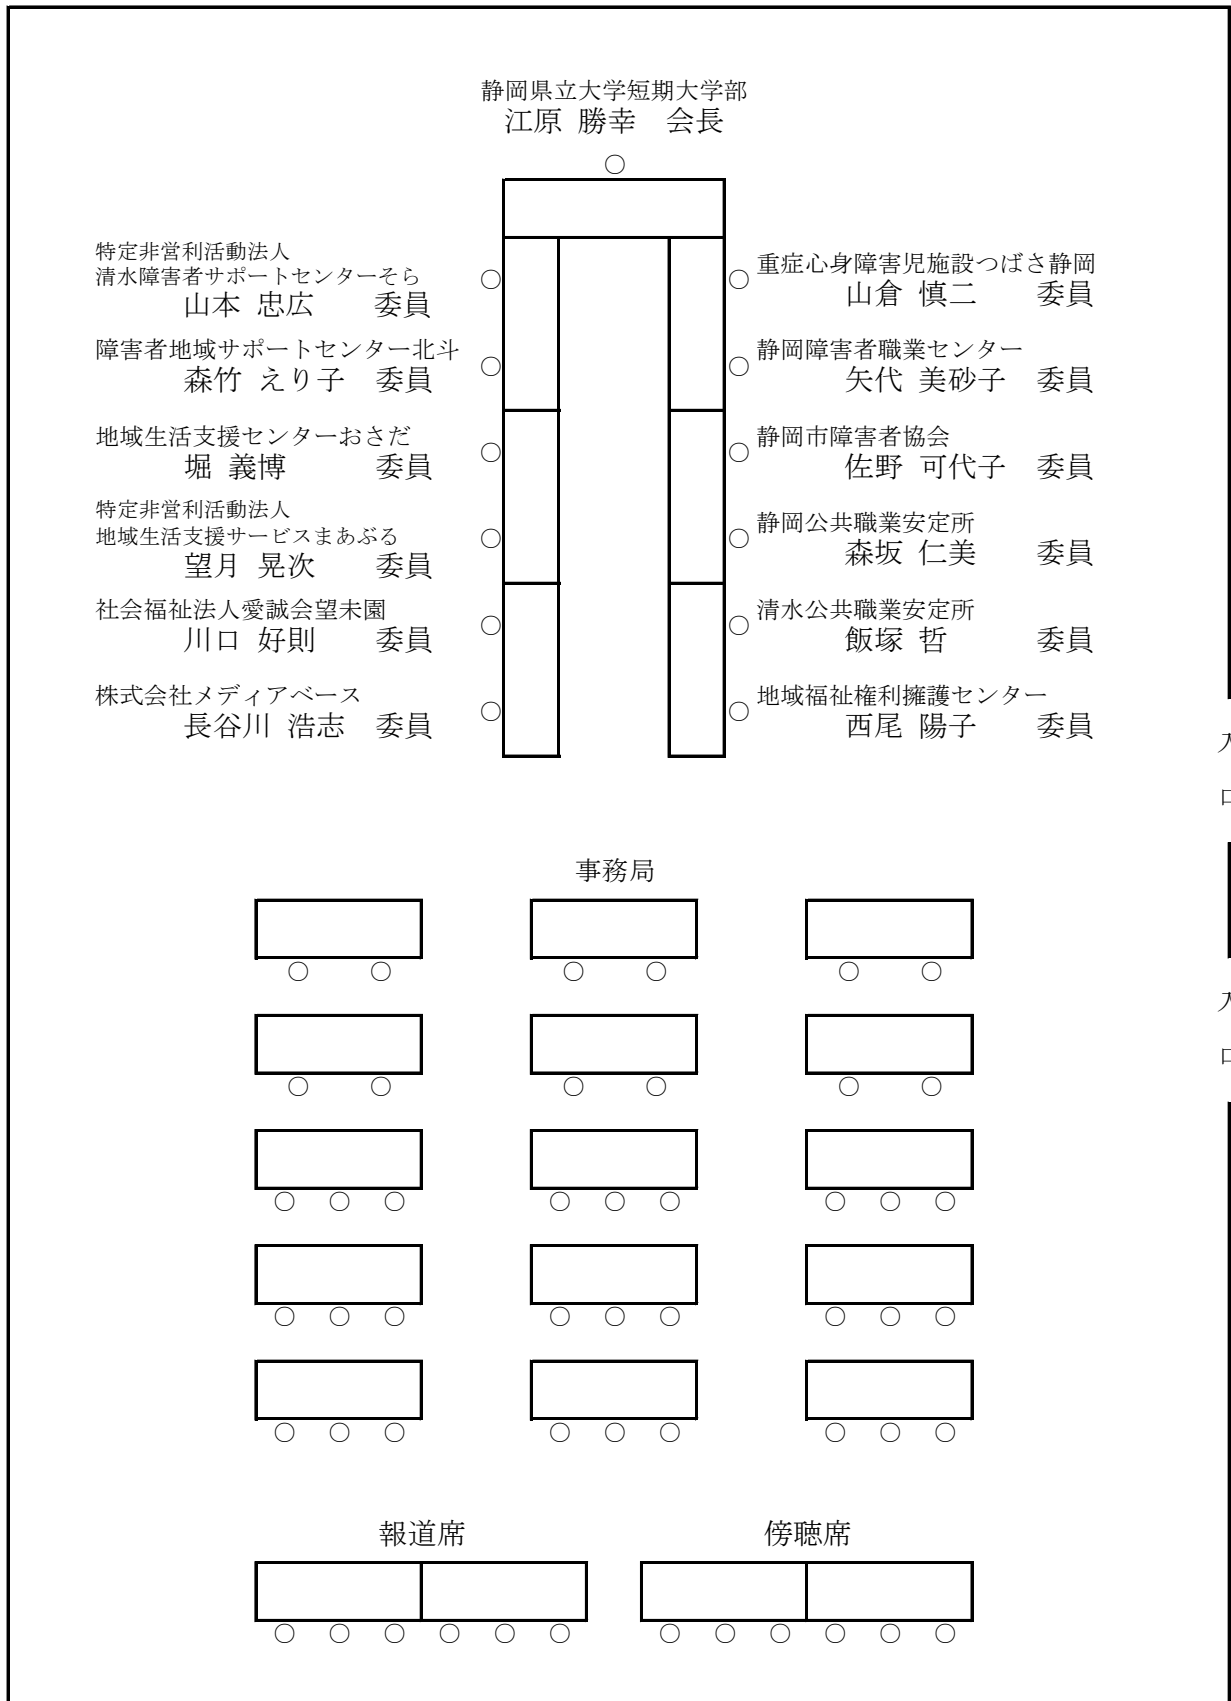 静岡県立大学短期大学部
江原 勝幸 会長
特定非営利活動法人
清水障害者サポートセンターそら
山本 忠広 委員
障害者地域サポートセンター北斗
森竹 えり子 委員
地域生活支援センターおさだ
堀 義博 委員
特定非営利活動法人
地域生活支援サービスまあぶる
望月 晃次 委員
社会福祉法人愛誠会望未園
川口 好則 委員
株式会社メディアベース
長谷川 浩志 委員
重症心身障害児施設つばさ静岡
山倉 慎二 委員
静岡障害者職業センター
矢代 美砂子 委員
静岡市障害者協会
佐野 可代子 委員
静岡公共職業安定所
森坂 仁美 委員
清水公共職業安定所
飯塚 哲 委員
地域福祉権利擁護センター
西尾 陽子 委員
事務局
報道席
傍聴席